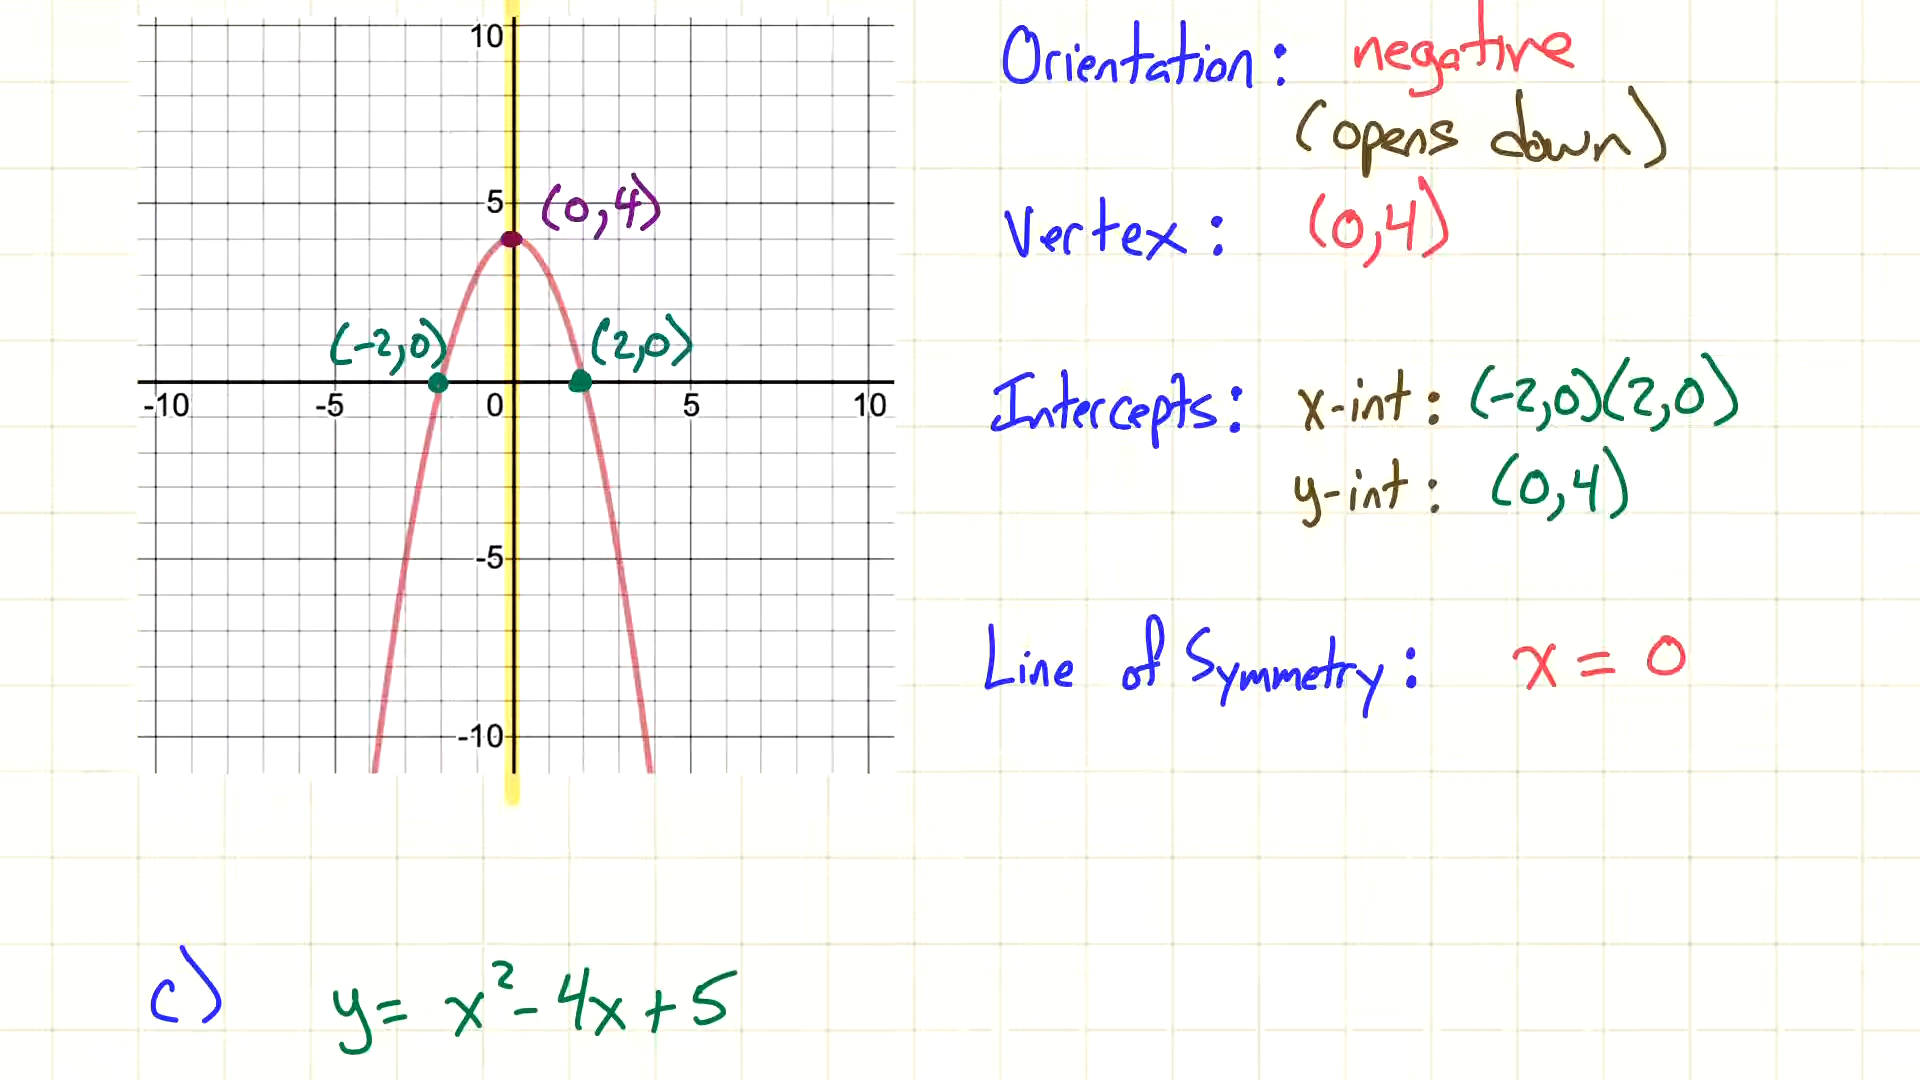 10
5
(0,4)
(-2,0)
(2,0)
-10
-5
0
5
10
-5
-10
Orientation: negative
(opens down)
Vertex: (0,4)
Intercepts: x-int: (-2,0)(2,0)
y-int: (0,4)
Line of Symmetry: x = 0
c) y= x²-4x+5